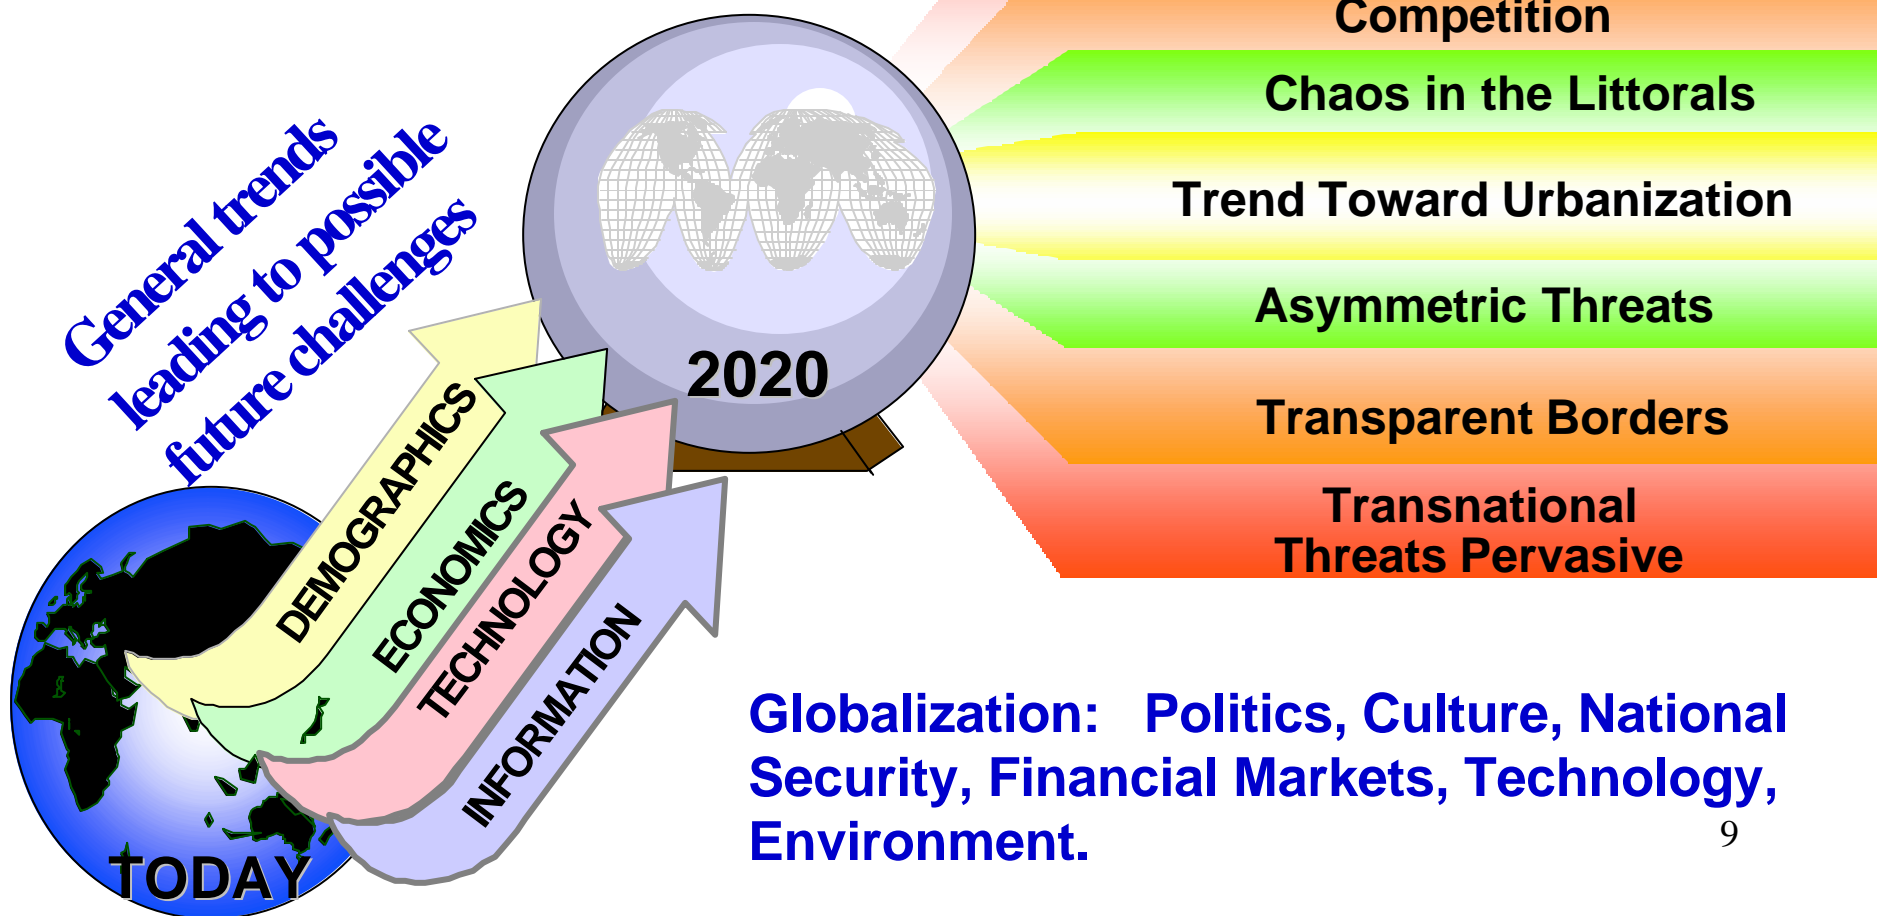 Competition
Chaos in the Littorals
Trend Toward Urbanization
Asymmetric Threats
Transparent Borders
Transnational
Threats Pervasive
General trends
leading to possible
future challenges
2020
DEMOGRAPHICS
ECONOMICS
TECHNOLOGY
INFORMATION
TODAY
Globalization: Politics, Culture, National
Security, Financial Markets, Technology,
Environment.
9